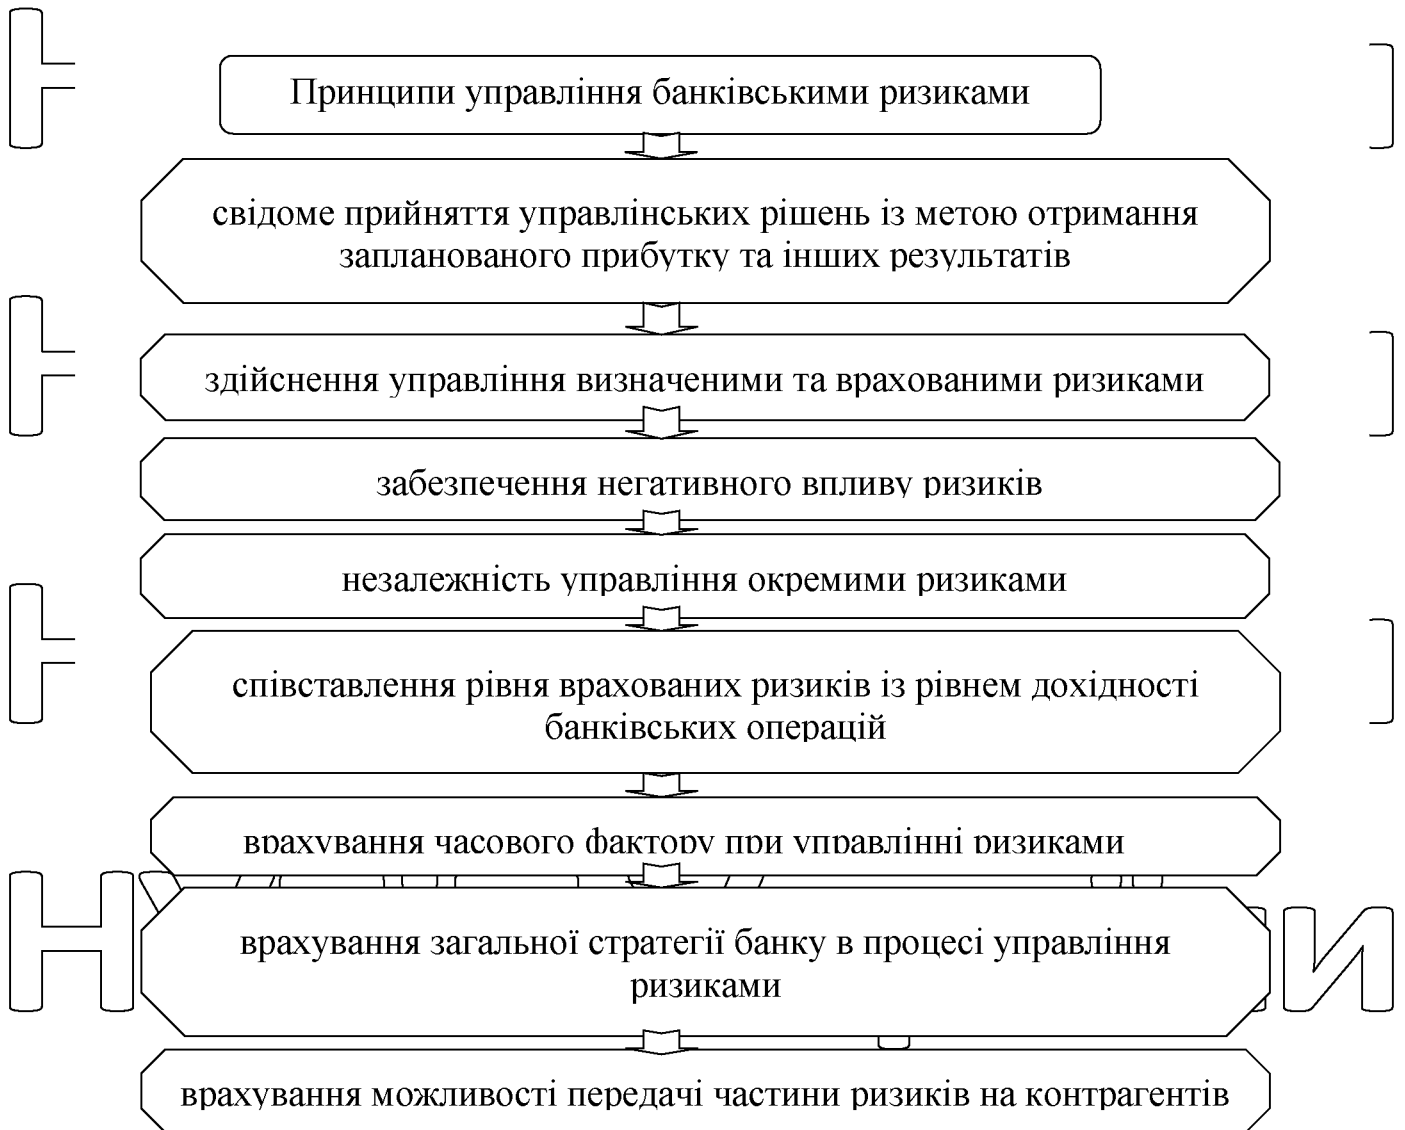 Принципи управління банківськими ризиками
свідоме прийняття управлінських рішень із метою отримання
запланованого прибутку та інших результатів
здійснення управління визначеними та врахованими ризиками
забезпечення негативного впливу ризиків
незалежність управління окремими ризиками
співставлення рівня врахованих ризиків із рівнем дохідності
банківських операцій
врахування часового фактору при управлінні ризиками
врахування загальної стратегії банку в процесі управління
ризиками
врахування можливості передачі частини ризиків на контрагентів